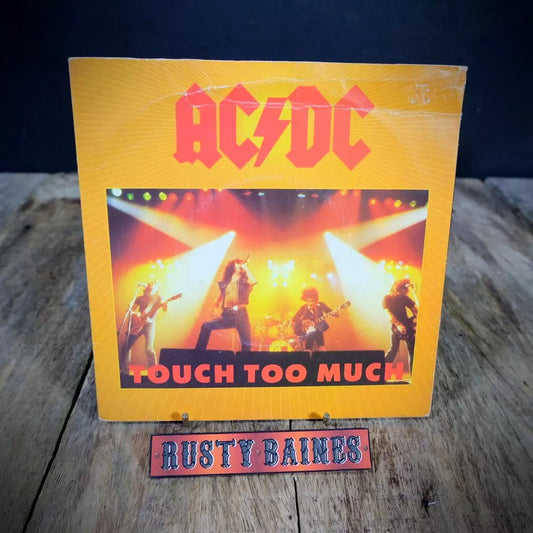 AC⚡DC
TOUCH TOO MUCH
RUSTY BAINES